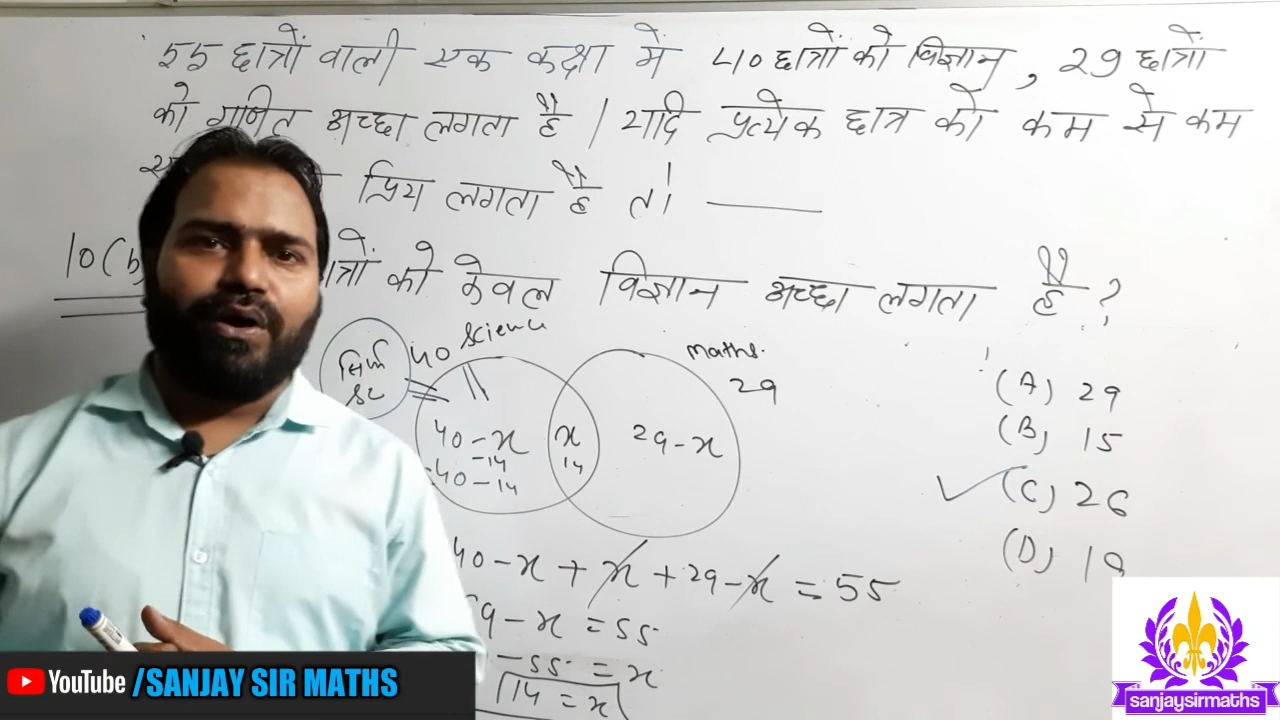 55 छात्रों वाली एक कक्षा में 40 छात्रों को विज्ञान, 29 छात्रों
को गणित अच्छा लगता है | यदि प्रत्येक छात्र को कम से कम
प्रिय लगता है तो ———
10(b) को केवल विज्ञान अच्छा लगता है ?
सिर्फ
Sc
40 Science
Maths.
29
40-x
-14
40-14
x
14
29-x
(A) 29
(B) 15
(C) 26
(D) 19
40-x + x + 29-x = 55
9-x = 55
-55 = x
14 = x
YouTube /SANJAY SIR MATHS
sanjaysirmaths